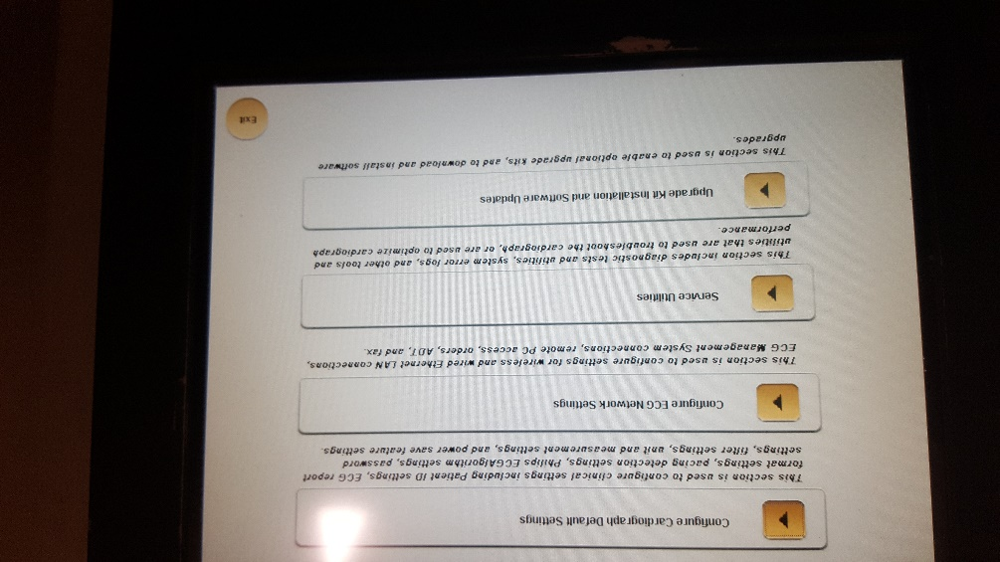 Configure Cardiograph Default Settings
This section is used to configure clinical settings including Patient ID settings, ECG report
format settings, pacing detection settings, Philips ECGAlgorithm settings, password
settings, filter settings, unit and measurement settings, and power save feature settings.
Configure ECG Network Settings
This section is used to configure settings for wireless and wired Ethernet LAN connections,
ECG Management System connections, remote PC access, orders, ADT, and fax.
Service Utilities
This section includes diagnostic tests and utilities, system error logs, and other tools and
utilities that are used to troubleshoot the cardiograph, or are used to optimize cardiograph
performance.
Upgrade Kit Installation and Software Updates
This section is used to enable optional upgrade kits, and to download and install software
upgrades.
Exit